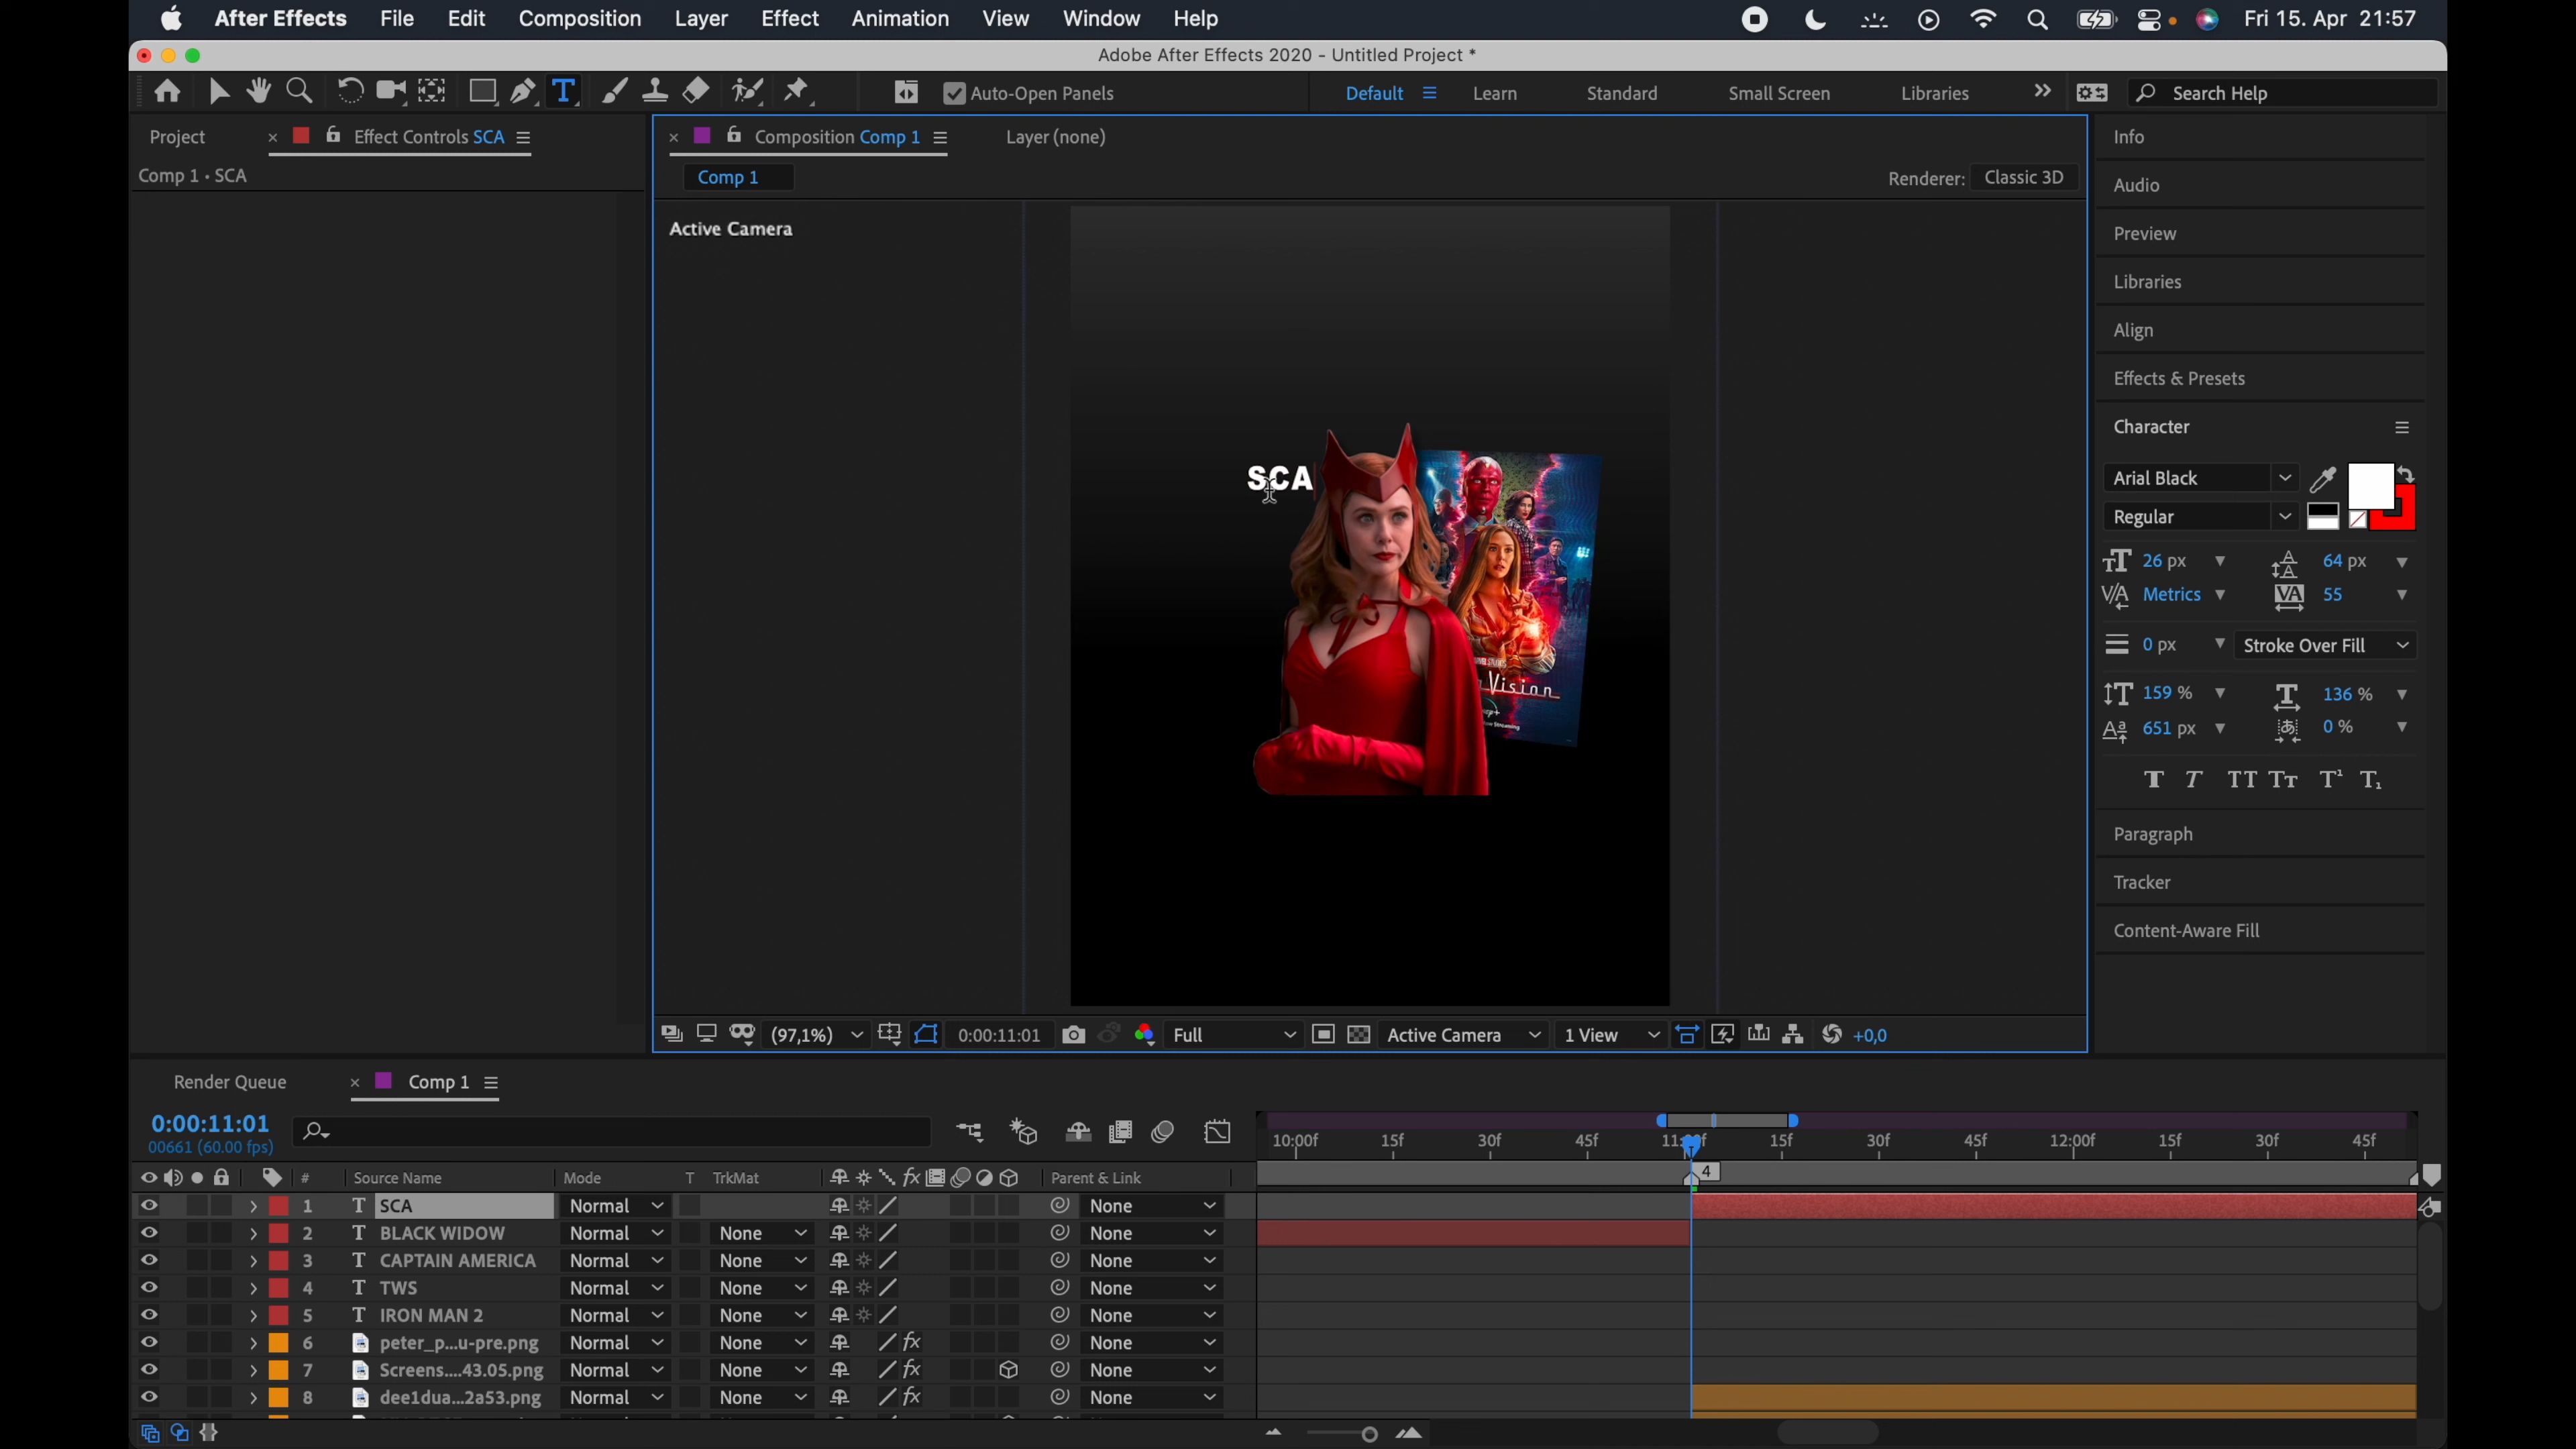 After Effects File Edit Composition Layer Effect Animation View Window Help Fri 15. Apr 21:57
Adobe After Effects 2020 - Untitled Project *
Auto-Open Panels Default Learn Standard Small Screen Libraries Search Help
Project Effect Controls SCA Composition Comp 1 Layer (none) Info
Comp 1 • SCA Comp 1 Renderer: Classic 3D
Audio
Active Camera
Preview
Libraries
Align
Effects & Presets
Character
SCA
Arial Black
Regular
26 px 64 px
Metrics 55
0 px Stroke Over Fill
Vision
159 % 136 %
651 px 0 %
Paragraph
Tracker
Content-Aware Fill
(97,1%) 0:00:11:01 Full Active Camera 1 View +0,0
Render Queue Comp 1
0:00:11:01
00661 (60.00 fps)
10:00f 15f 30f 45f 11:00f 15f 30f 45f 12:00f 15f 30f 45f
4
# Source Name Mode T TrkMat Parent & Link
1 T SCA Normal None
2 T BLACK WIDOW Normal None None
3 T CAPTAIN AMERICA Normal None None
4 T TWS Normal None None
5 T IRON MAN 2 Normal None None
6 peter_p...u-pre.png Normal None None
7 Screens....43.05.png Normal None None
8 dee1dua...2a53.png Normal None None